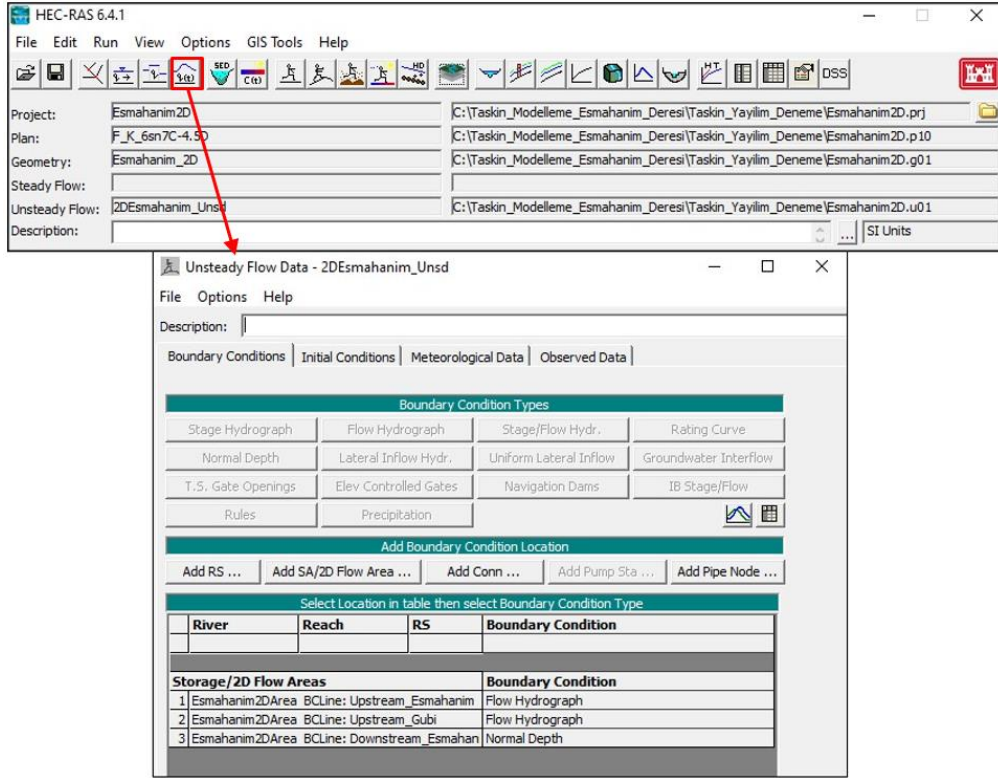 HEC-RAS 6.4.1
File Edit Run View Options GIS Tools Help
SED C(t) HD H,T DSS
Project: Esmahanim2D C:\Taskin_Modelleme_Esmahanim_Deresi\Taskin_Yayilim_Deneme\Esmahanim2D.prj
Plan: F_K_6sn7C-4.5D C:\Taskin_Modelleme_Esmahanim_Deresi\Taskin_Yayilim_Deneme\Esmahanim2D.p10
Geometry: Esmahanim_2D C:\Taskin_Modelleme_Esmahanim_Deresi\Taskin_Yayilim_Deneme\Esmahanim2D.g01
Steady Flow:
Unsteady Flow: 2DEsmahanim_Unsd C:\Taskin_Modelleme_Esmahanim_Deresi\Taskin_Yayilim_Deneme\Esmahanim2D.u01
Description: ... SI Units
Unsteady Flow Data - 2DEsmahanim_Unsd
File Options Help
Description:
Boundary Conditions Initial Conditions Meteorological Data Observed Data
Boundary Condition Types
Stage Hydrograph Flow Hydrograph Stage/Flow Hydr. Rating Curve
Normal Depth Lateral Inflow Hydr. Uniform Lateral Inflow Groundwater Interflow
T.S. Gate Openings Elev Controlled Gates Navigation Dams IB Stage/Flow
Rules Precipitation
Add Boundary Condition Location
Add RS ... Add SA/2D Flow Area ... Add Conn ... Add Pump Sta ... Add Pipe Node ...
Select Location in table then select Boundary Condition Type
River Reach RS Boundary Condition
Storage/2D Flow Areas Boundary Condition
1 Esmahanim2DArea BCLine: Upstream_Esmahanim Flow Hydrograph
2 Esmahanim2DArea BCLine: Upstream_Gubi Flow Hydrograph
3 Esmahanim2DArea BCLine: Downstream_Esmahan Normal Depth